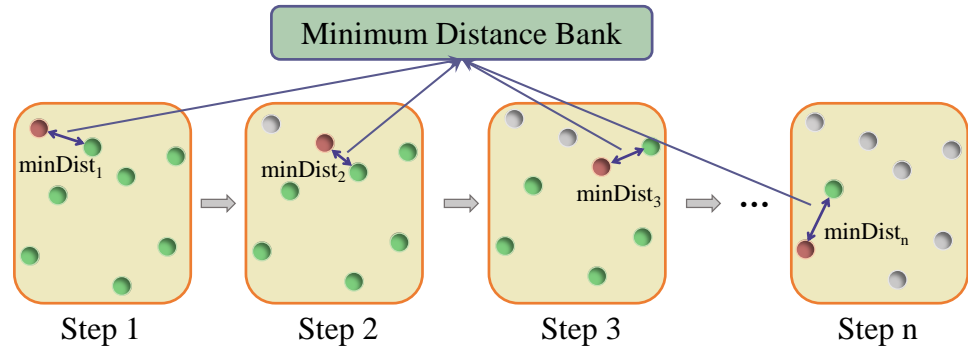 Minimum Distance Bank
minDist₁
minDist₂
minDist₃
...
minDistₙ
Step 1
Step 2
Step 3
Step n